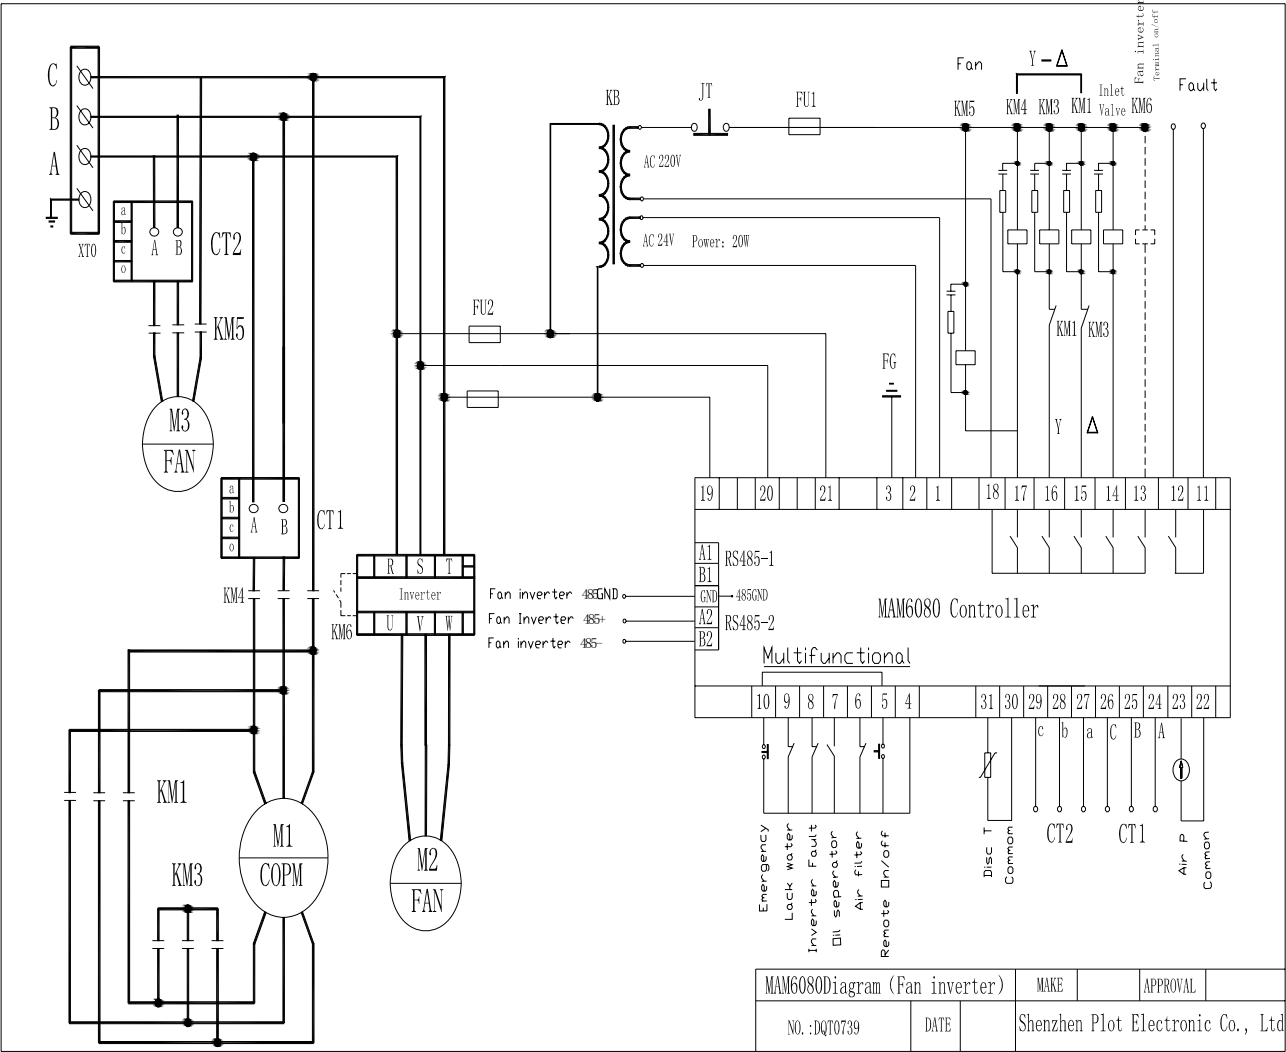 Fan inverter
Terminal on/off
C
B
A
XT0
a
b
c
o
A
B
CT2
KM5
M3
FAN
a
b
c
o
A
B
CT1
KM4
KM6
R S T
Inverter
U V W
M2
FAN
M1
COPM
KM1
KM3
KB
AC 220V
AC 24V
Power: 20W
JT
FU1
FU2
Fan
Y-Δ
KM5
KM4
KM3
KM1
Inlet
Valve
KM6
Fault
KM1
KM3
Y
Δ
FG
19 20 21 3 2 1 18 17 16 15 14 13 12 11
A1
B1
GND
A2
B2
RS485-1
485GND
RS485-2
MAM6080 Controller
Fan inverter 485GND
Fan Inverter 485+
Fan inverter 485-
Multifunctional
10 9 8 7 6 5 4 31 30 29 28 27 26 25 24 23 22
c b a C B A
CT2
CT1
Emergency
Lack water
Inverter Fault
Oil seperator
Air filter
Remote On/off
Disc T
Commom
Air P
Common
MAM6080Diagram (Fan inverter)
MAKE
APPROVAL
NO.:DQT0739
DATE
Shenzhen Plot Electronic Co., Ltd